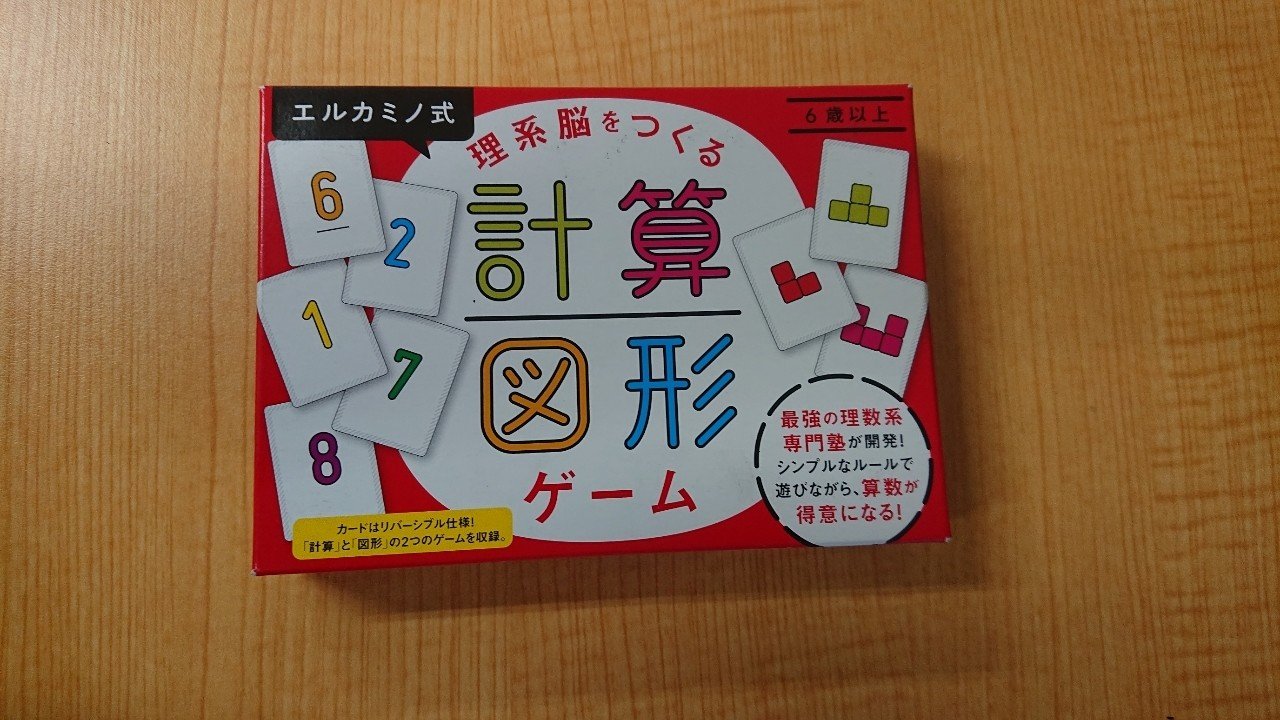 エルカミノ式
6歳以上
理系脳をつくる
計算
図形
ゲーム
6
2
1
7
8
カードはリバーシブル仕様!
「計算」と「図形」の2つのゲームを収録。
最強の理数系
専門塾が開発!
シンプルなルールで
遊びながら、算数が
得意になる!